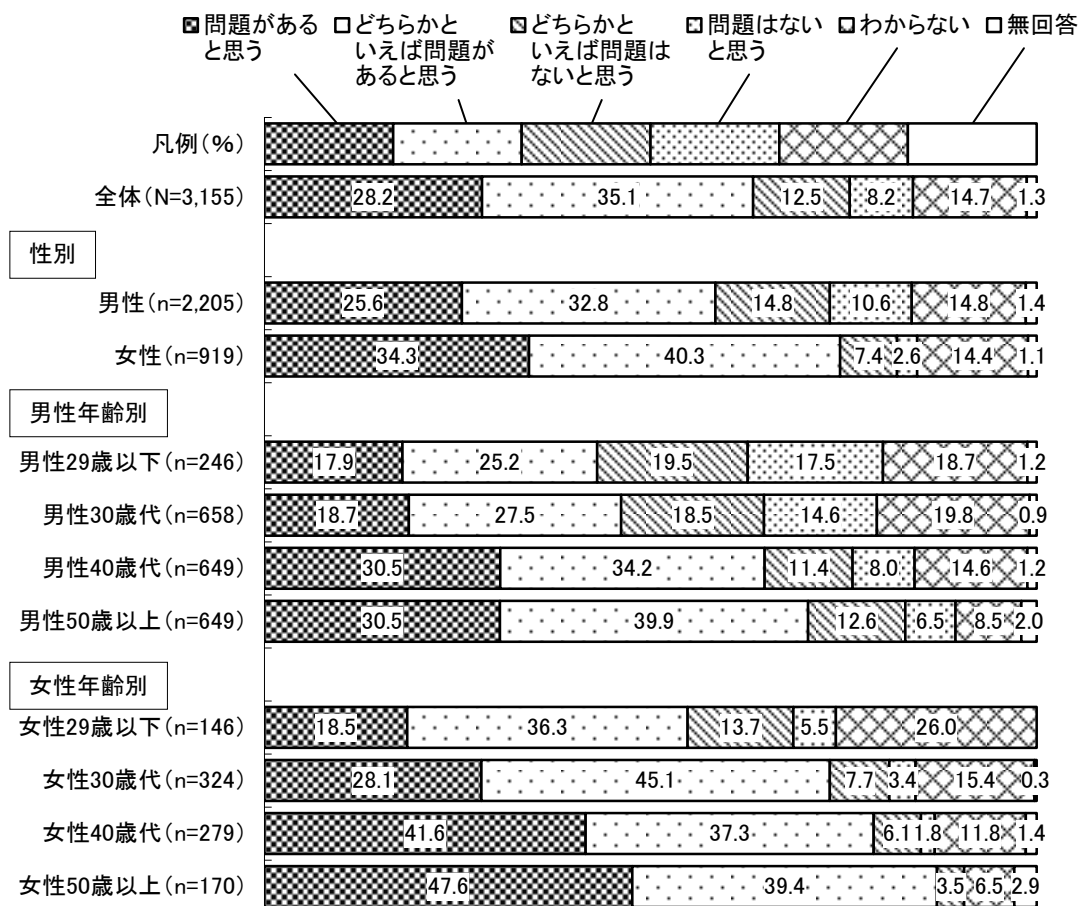 問題がある
と思う
どちらかと
いえば問題が
あると思う
どちらかと
いえば問題は
ないと思う
問題はない
と思う
わからない
無回答
凡例(%)
全体(N=3,155) 28.2 35.1 12.5 8.2 14.7 1.3
性別
男性(n=2,205) 25.6 32.8 14.8 10.6 14.8 1.4
女性(n=919) 34.3 40.3 7.4 2.6 14.4 1.1
男性年齢別
男性29歳以下(n=246) 17.9 25.2 19.5 17.5 18.7 1.2
男性30歳代(n=658) 18.7 27.5 18.5 14.6 19.8 0.9
男性40歳代(n=649) 30.5 34.2 11.4 8.0 14.6 1.2
男性50歳以上(n=649) 30.5 39.9 12.6 6.5 8.5 2.0
女性年齢別
女性29歳以下(n=146) 18.5 36.3 13.7 5.5 26.0
女性30歳代(n=324) 28.1 45.1 7.7 3.4 15.4 0.3
女性40歳代(n=279) 41.6 37.3 6.1 1.8 11.8 1.4
女性50歳以上(n=170) 47.6 39.4 3.5 6.5 2.9